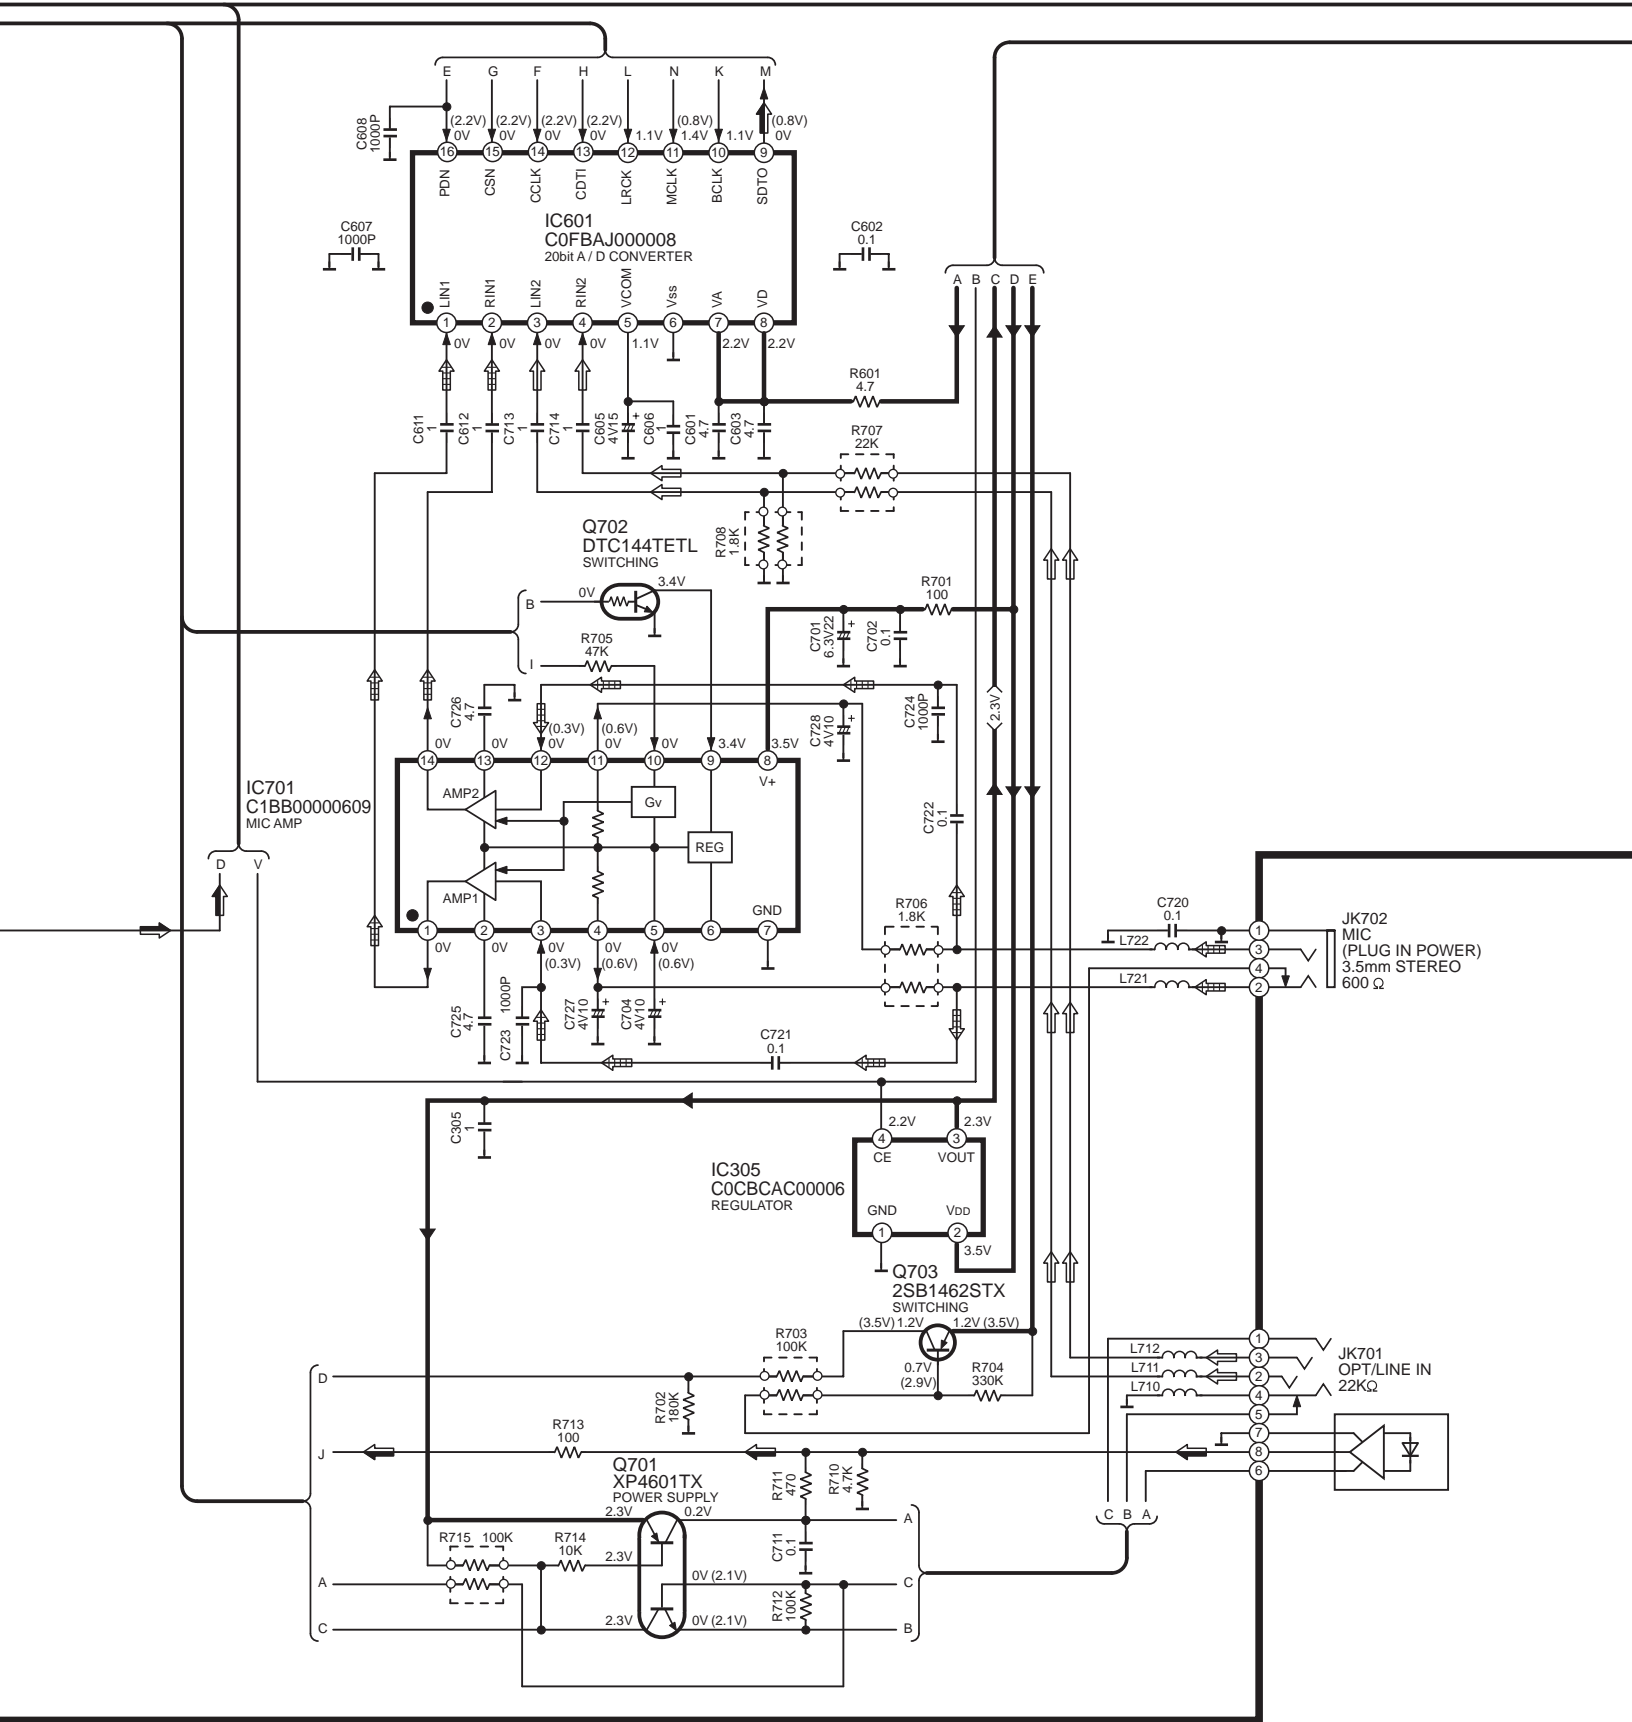 E G F H L N K M
C608
1000P
(2.2V) (2.2V) (2.2V) (2.2V) (0.8V) (0.8V)
0V 0V 0V 0V 1.1V 1.4V 1.1V 0V
16 15 14 13 12 11 10 9
PDN CSN CCLK CDTI LRCK MCLK BCLK SDTO
IC601
C0FBAJ000008
20bit A / D CONVERTER
C607
1000P
C602
0.1
A B C D E
LIN1 RIN1 LIN2 RIN2 VCOM Vss VA VD
1 2 3 4 5 6 7 8
0V 0V 0V 0V 1.1V 2.2V 2.2V
R601
4.7
C611
1
C612
1
C713
1
C714
1
C605
4V15
+
C606
1
C601
4.7
C603
4.7
R707
22K
Q702
DTC144TETL
SWITCHING
R708
1.8K
B
0V
3.4V
R701
100
I
R705
47K
C701
6.3V22
+
C702
0.1
C726
4.7
C728
4V10
+
C724
1000P
2.3V
(0.3V) (0.6V)
0V 0V 0V 0V 0V 3.4V 3.5V
14 13 12 11 10 9 8
V+
IC701
C1BB00000609
MIC AMP
AMP2
Gv
REG
AMP1
GND
C722
0.1
D V
1 2 3 4 5 6 7
0V 0V 0V 0V 0V
(0.3V) (0.6V) (0.6V)
R706
1.8K
C720
0.1
L722
L721
1
3
4
2
JK702
MIC
(PLUG IN POWER)
3.5mm STEREO
600 Ω
C725
4.7
C723
1000P
C727
4V10
+
C704
4V10
+
C721
0.1
C305
1
2.2V 2.3V
4 3
CE VOUT
IC305
C0CBCAC00006
REGULATOR
GND VDD
1 2
3.5V
Q703
2SB1462STX
SWITCHING
(3.5V) 1.2V 1.2V (3.5V)
R703
100K
0.7V
(2.9V)
R704
330K
L712
L711
L710
1
3
2
4
5
7
8
6
JK701
OPT/LINE IN
22KΩ
D
R702
180K
J
R713
100
Q701
XP4601TX
POWER SUPPLY
2.3V 0.2V
R711
470
R710
4.7K
C B A
A
R715 100K
R714
10K
2.3V
C711
0.1
A
0V (2.1V)
C
R712
100K
C
2.3V
0V (2.1V)
B